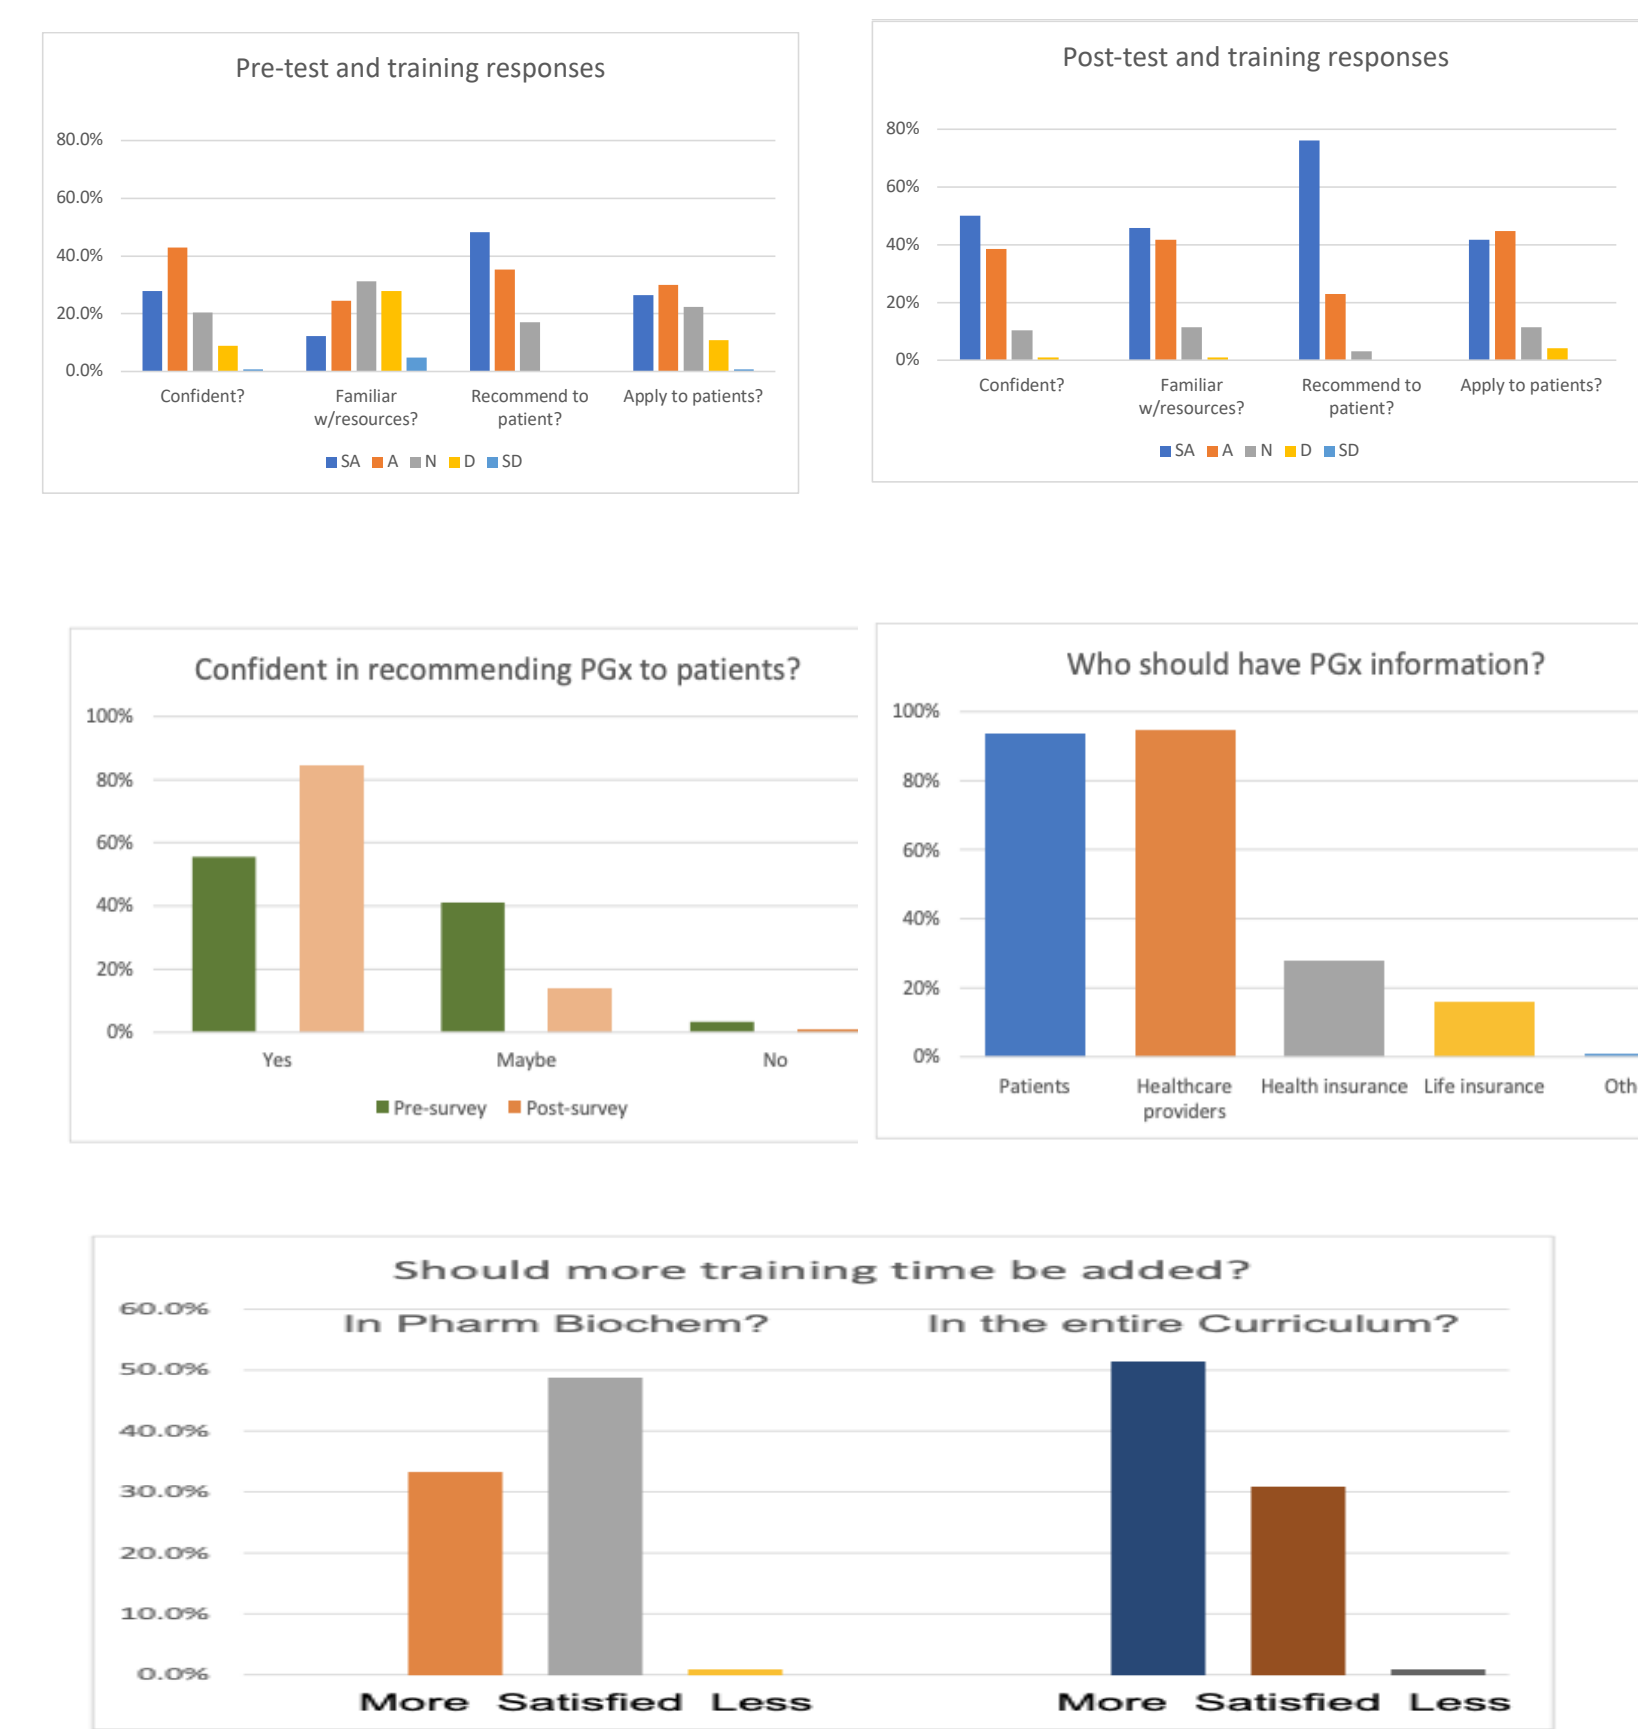 Pre-test and training responses
80.0%
60.0%
40.0%
20.0%
0.0%
Confident?
Familiar
w/resources?
Recommend to
patient?
Apply to patients?
SA A N D SD
Post-test and training responses
80%
60%
40%
20%
0%
Confident?
Familiar
w/resources?
Recommend to
patient?
Apply to patients?
SA A N D SD
Confident in recommending PGx to patients?
100%
80%
60%
40%
20%
0%
Yes Maybe No
Pre-survey Post-survey
Who should have PGx information?
100%
80%
60%
40%
20%
0%
Patients
Healthcare
providers
Health insurance
Life insurance
Oth
Should more training time be added?
In Pharm Biochem? In the entire Curriculum?
60.0%
50.0%
40.0%
30.0%
20.0%
10.0%
0.0%
More Satisfied Less More Satisfied Less